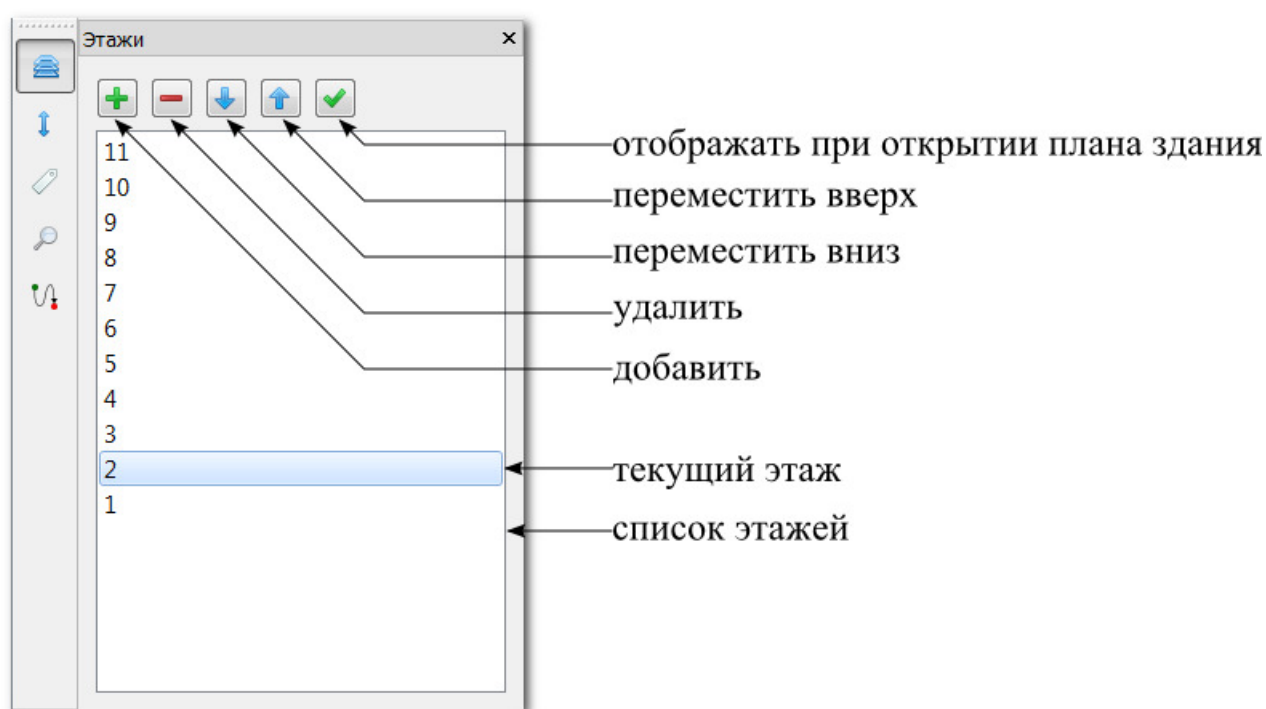 Этажи
11
10
9
8
7
6
5
4
3
2
1
отображать при открытии плана здания
переместить вверх
переместить вниз
удалить
добавить
текущий этаж
список этажей